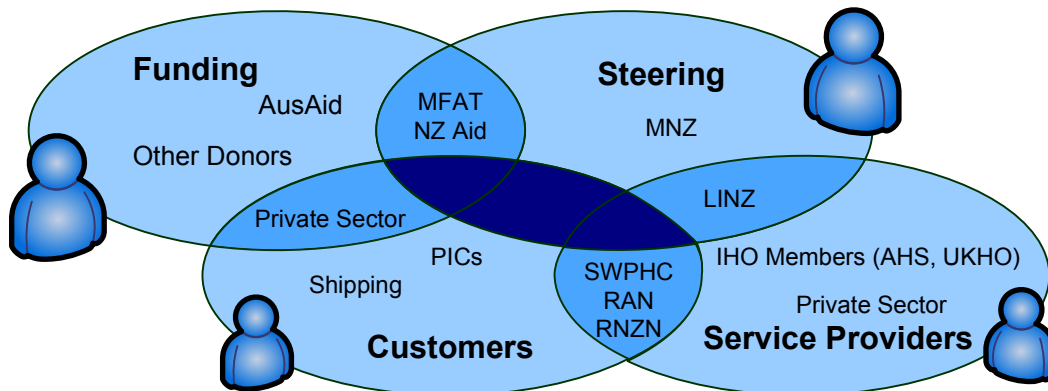 Funding
AusAid
Other Donors
MFAT
NZ Aid
Steering
MNZ
Private Sector
LINZ
PICs
Shipping
Customers
SWPHC
RAN
RNZN
IHO Members (AHS, UKHO)
Private Sector
Service Providers